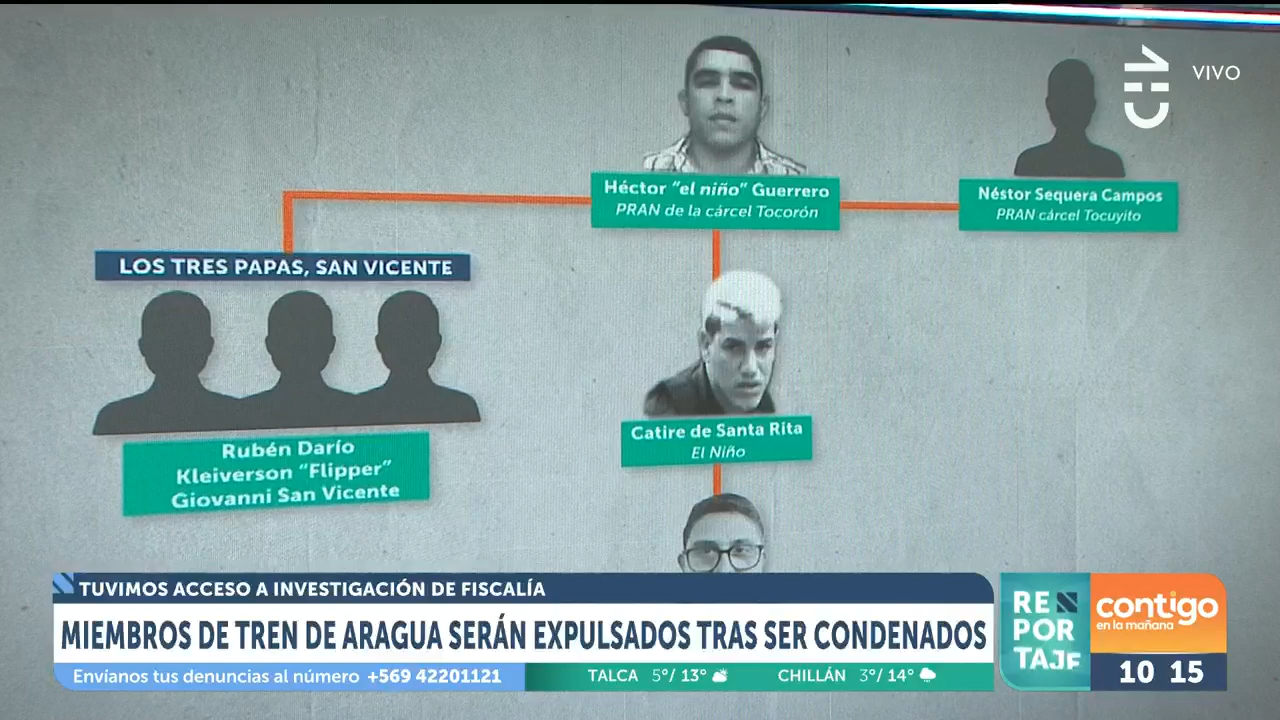 CHV
VIVO
Héctor "el niño" Guerrero
PRAN de la cárcel Tocorón
Néstor Sequera Campos
PRAN cárcel Tocuyito
LOS TRES PAPAS, SAN VICENTE
Rubén Darío
Kleiverson "Flipper"
Giovanni San Vicente
Catire de Santa Rita
El Niño
TUVIMOS ACCESO A INVESTIGACIÓN DE FISCALÍA
MIEMBROS DE TREN DE ARAGUA SERÁN EXPULSADOS TRAS SER CONDENADOS
Envíanos tus denuncias al número +569 42201121
TALCA 5°/ 13°
CHILLÁN 3°/ 14°
RE
POR
TAJE
contigo
en la mañana
10 15